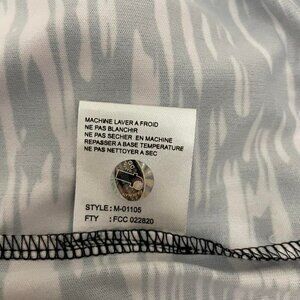 MACHINE LAVER A FROID
NE PAS BLANCHIR
NE PAS SECHER EN MACHINE
REPASSER A BASE TEMPERATURE
NE PAS NETTOYER A SEC
STYLE : M-01105
FTY : FCC 022820